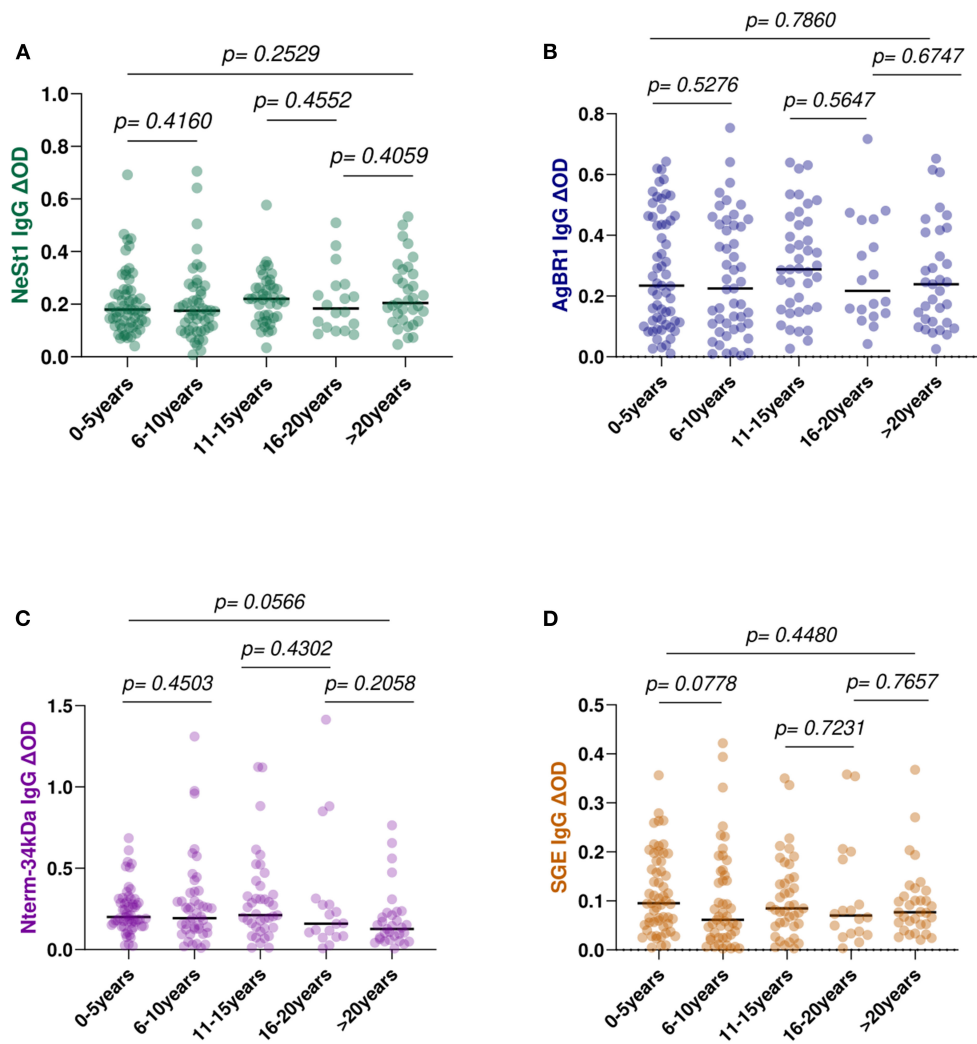 A
p= 0.2529
p= 0.4552
p= 0.4160
p= 0.4059
NeSt1 IgG ΔOD
1.0
0.8
0.6
0.4
0.2
0.0
0-5years
6-10years
11-15years
16-20years
>20years
B
p= 0.7860
p= 0.6747
p= 0.5276
p= 0.5647
AgBR1 IgG ΔOD
0.8
0.6
0.4
0.2
0.0
0-5years
6-10years
11-15years
16-20years
>20years
C
p= 0.0566
p= 0.4302
p= 0.4503
p= 0.2058
Nterm-34kDa IgG ΔOD
1.5
1.0
0.5
0.0
0-5years
6-10years
11-15years
16-20years
>20years
D
p= 0.4480
p= 0.0778
p= 0.7657
p= 0.7231
SGE IgG ΔOD
0.5
0.4
0.3
0.2
0.1
0.0
0-5years
6-10years
11-15years
16-20years
>20years